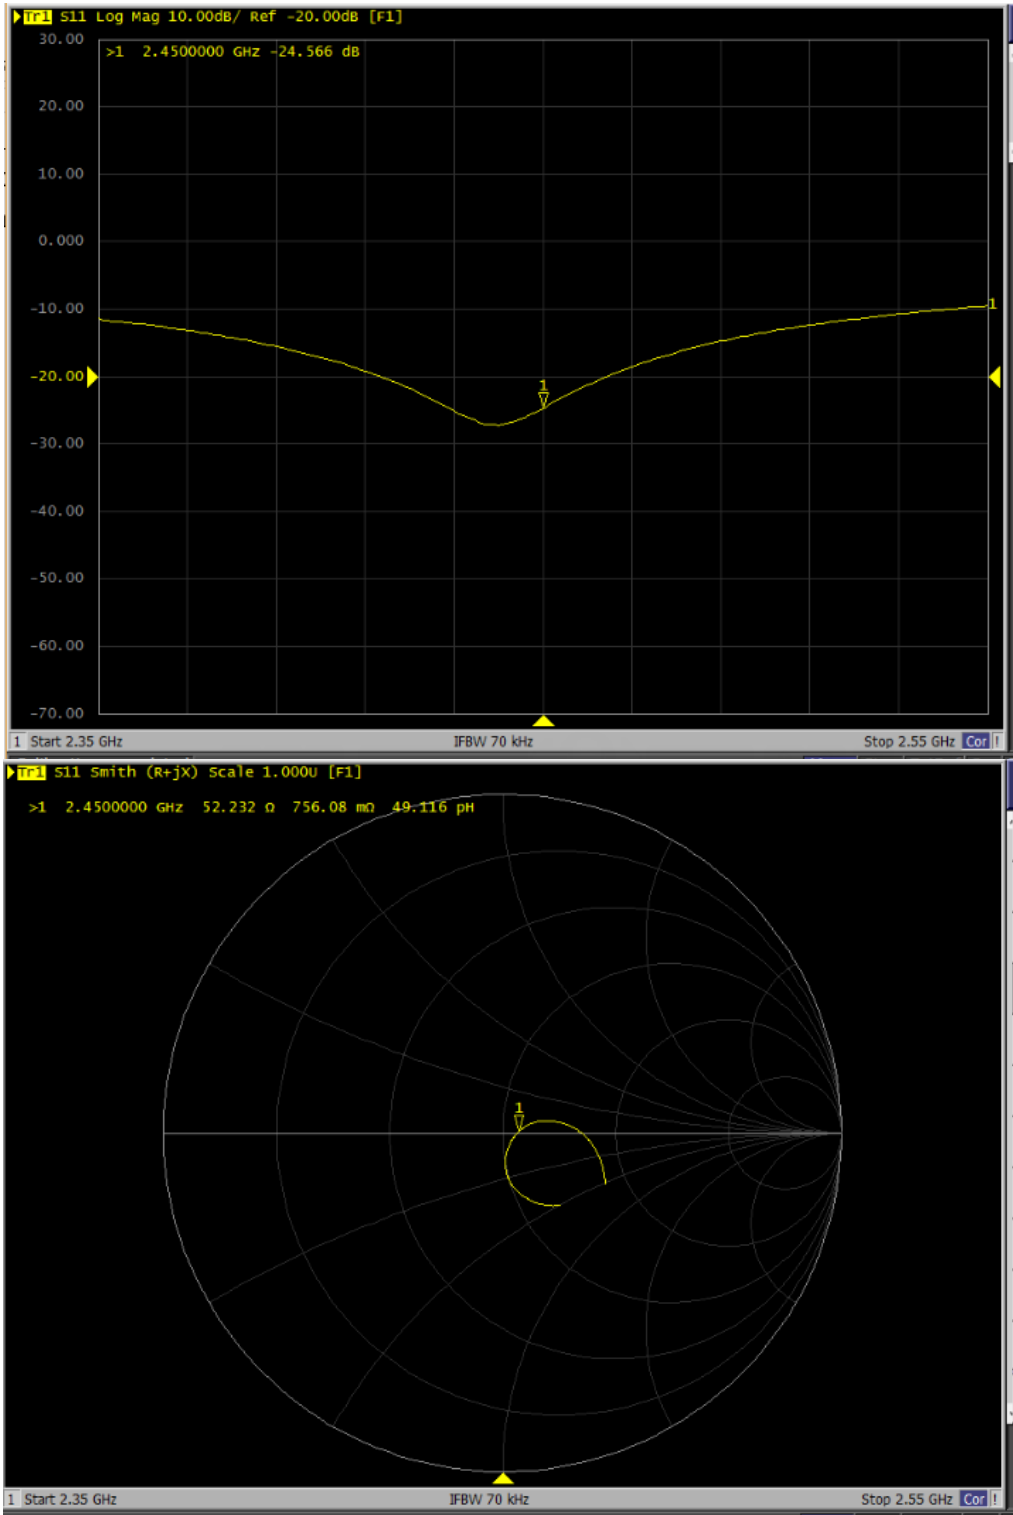 Tr1 S11 Log Mag 10.00dB/ Ref -20.00dB [F1]
30.00
>1 2.4500000 GHz -24.566 dB
20.00
10.00
0.000
-10.00
1
-20.00
1
-30.00
-40.00
-50.00
-60.00
-70.00
1 Start 2.35 GHz IFBW 70 kHz Stop 2.55 GHz Cor !
Tr1 S11 Smith (R+jX) Scale 1.000U [F1]
>1 2.4500000 GHz 52.232 Ω 756.08 mΩ 49.116 pH
1
1 Start 2.35 GHz IFBW 70 kHz Stop 2.55 GHz Cor !